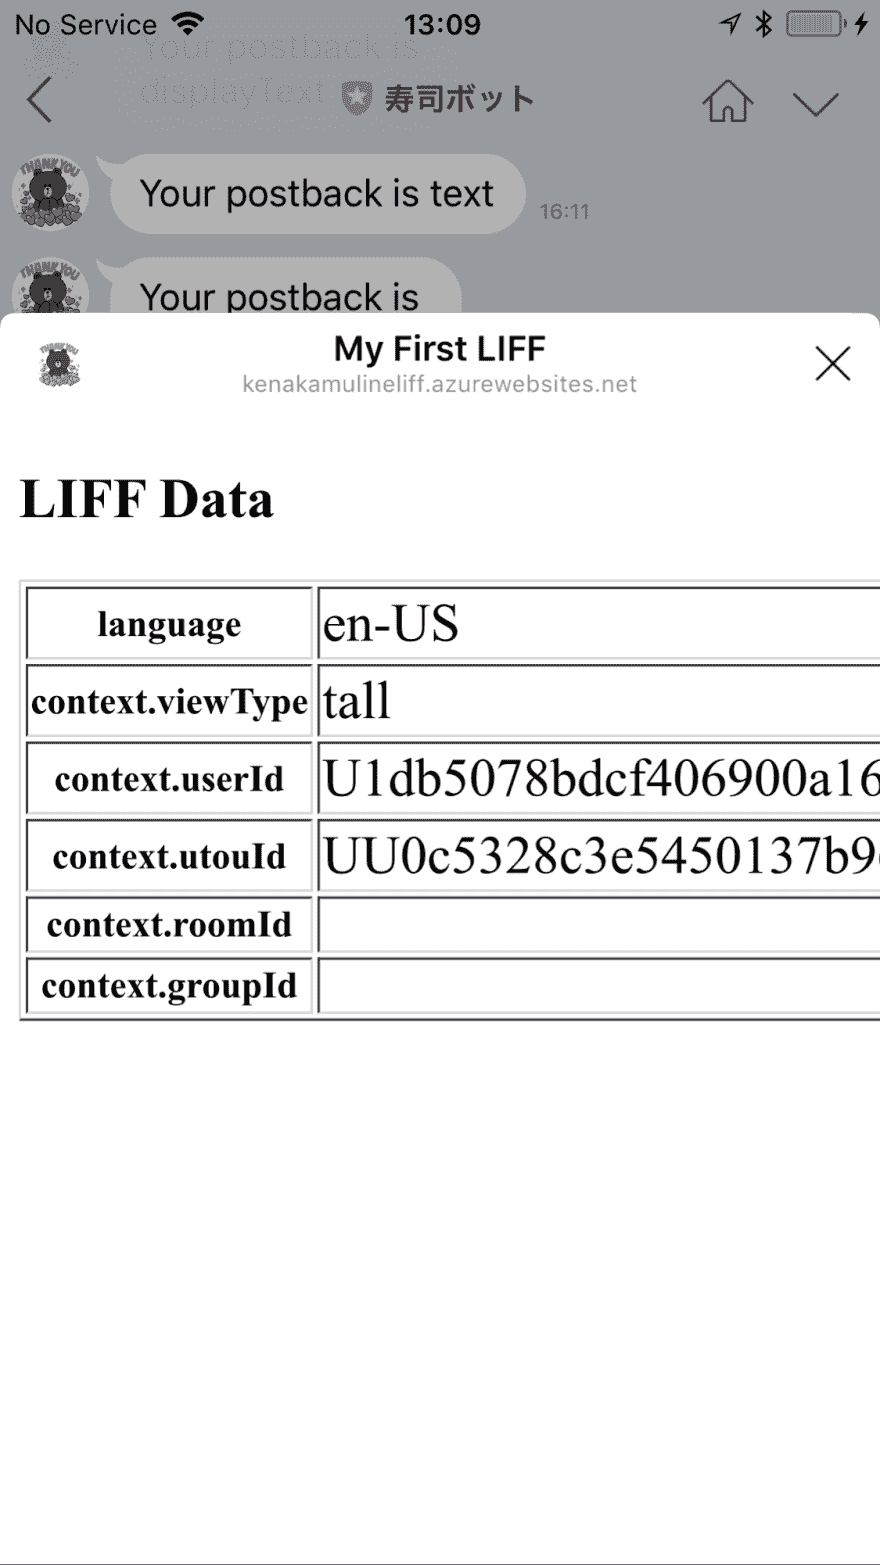 No Service 13:09
Your postback is
displayText
寿司ボット
THANK YOU
Your postback is text
16:11
THANK YOU
Your postback is
My First LIFF
kenakamulineliff.azurewebsites.net
LIFF Data
language en-US
context.viewType tall
context.userId U1db5078bdcf406900a16
context.utouId UU0c5328c3e5450137b9
context.roomId
context.groupId